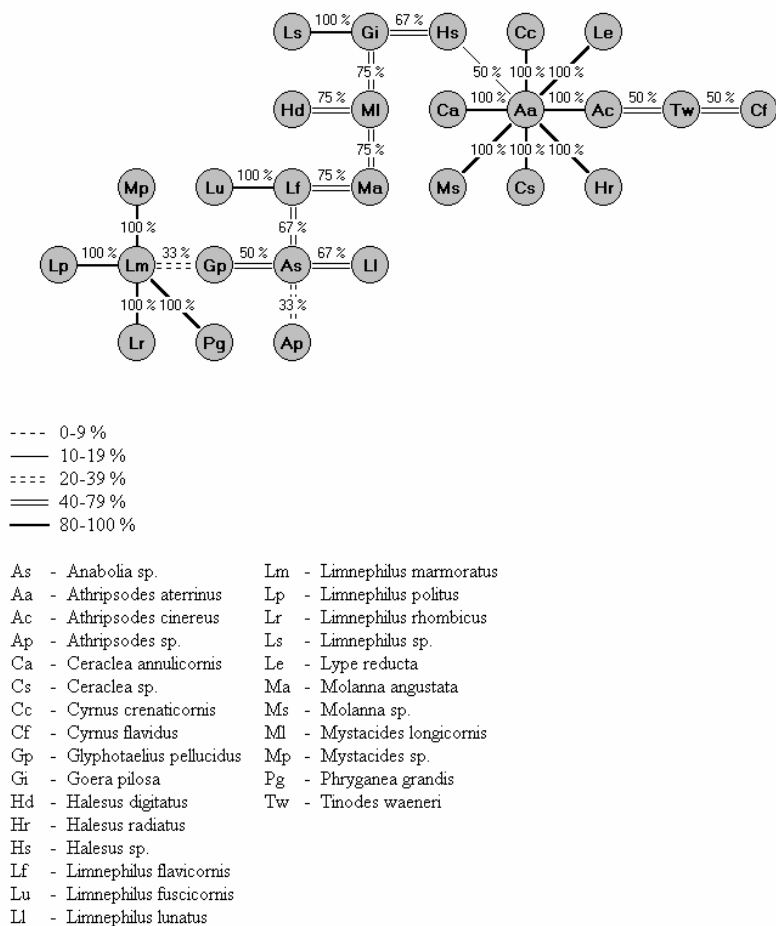 Ls 100 % Gi 67 % Hs Cc Le
75 % 50 % 100 % 100 %
Hd 75 % Ml Ca 100 % Aa 100 % Ac 50 % Tw 50 % Cf
75 % 100 % 100 % 100 %
Mp Lu 100 % Lf 75 % Ma Ms Cs Hr
100 % 67 %
Lp 100 % Lm 33 % Gp 50 % As 67 % Ll
100 % 100 % 33 %
Lr Pg Ap
0-9 %
10-19 %
20-39 %
40-79 %
80-100 %
As - Anabolia sp.
Aa - Athripsodes aterrinus
Ac - Athripsodes cinereus
Ap - Athripsodes sp.
Ca - Ceraclea annulicornis
Cs - Ceraclea sp.
Cc - Cyrnus crenaticornis
Cf - Cyrnus flavidus
Gp - Glyphotaelius pellucidus
Gi - Goera pilosa
Hd - Halesus digitatus
Hr - Halesus radiatus
Hs - Halesus sp.
Lf - Limnephilus flavicornis
Lu - Limnephilus fuscicornis
Ll - Limnephilus lunatus
Lm - Limnephilus marmoratus
Lp - Limnephilus politus
Lr - Limnephilus rhombicus
Ls - Limnephilus sp.
Le - Lype reducta
Ma - Molanna angustata
Ms - Molanna sp.
Ml - Mystacides longicornis
Mp - Mystacides sp.
Pg - Phryganea grandis
Tw - Tinodes waeneri